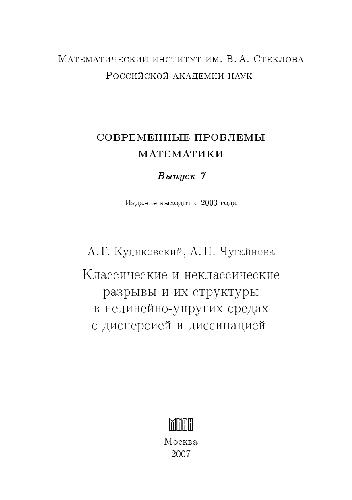 Математический институт им. В. А. Стеклова
Российской академии наук
СОВРЕМЕННЫЕ ПРОБЛЕМЫ
МАТЕМАТИКИ
Выпуск 7
Издание выходит с 2003 года
А. Г. Куликовский, А. П. Чугайнова
Классические и неклассические
разрывы и их структуры
в нелинейно-упругих средах
с дисперсией и диссипацией
Москва
2007